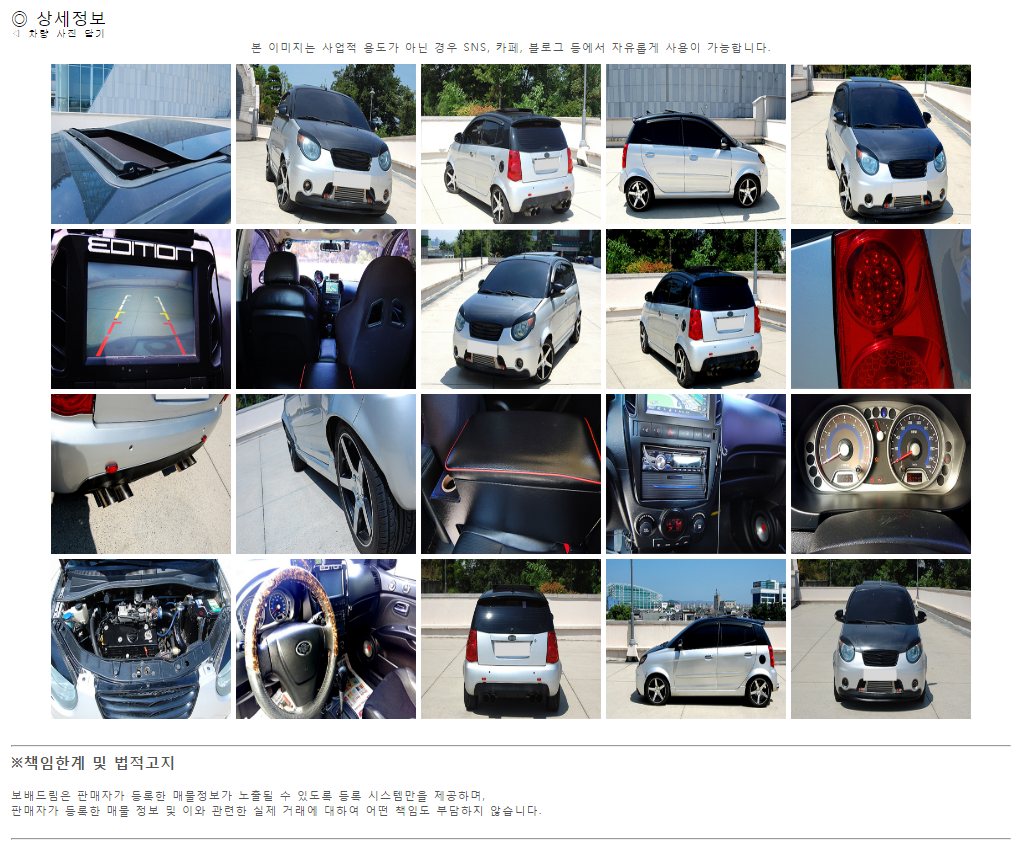 ◎ 상세정보
◁ 차량 사진 닫기
본 이미지는 사업적 용도가 아닌 경우 SNS, 카페, 블로그 등에서 자유롭게 사용이 가능합니다.
EDITION
※책임한계 및 법적고지
보배드림은 판매자가 등록한 매물정보가 노출될 수 있도록 등록 시스템만을 제공하며,
판매자가 등록한 매물 정보 및 이와 관련한 실제 거래에 대하여 어떤 책임도 부담하지 않습니다.